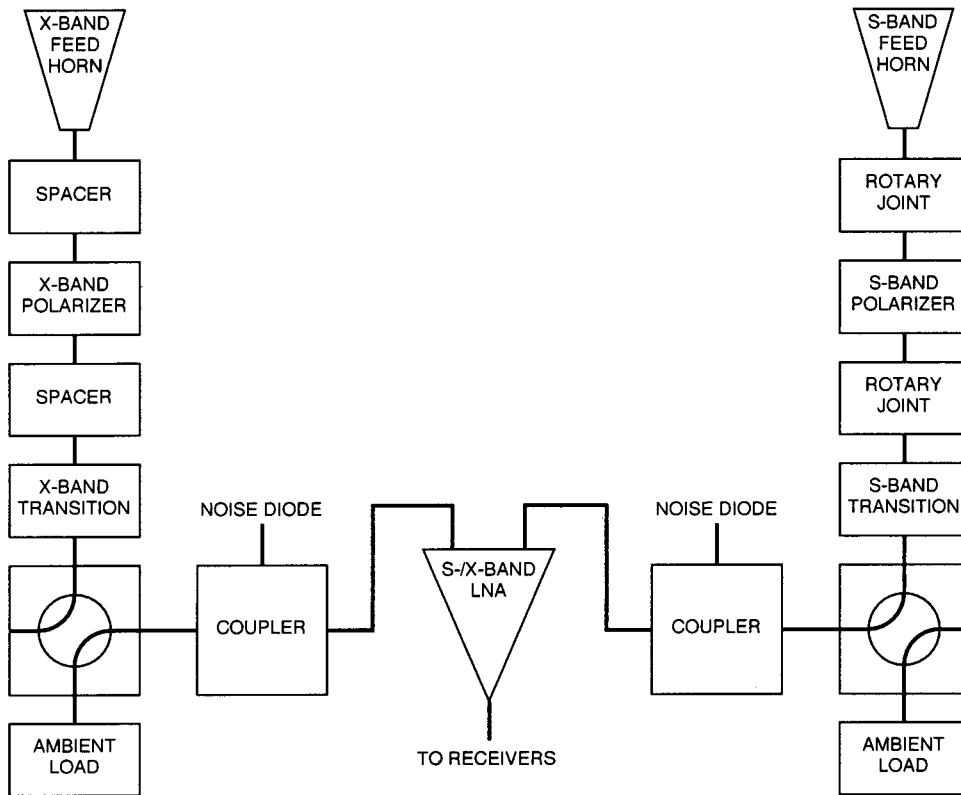 X-BAND
FEED
HORN
S-BAND
FEED
HORN
SPACER
ROTARY
JOINT
X-BAND
POLARIZER
S-BAND
POLARIZER
SPACER
ROTARY
JOINT
X-BAND
TRANSITION
S-BAND
TRANSITION
NOISE DIODE
NOISE DIODE
S-/X-BAND
LNA
COUPLER
COUPLER
AMBIENT
LOAD
TO RECEIVERS
AMBIENT
LOAD